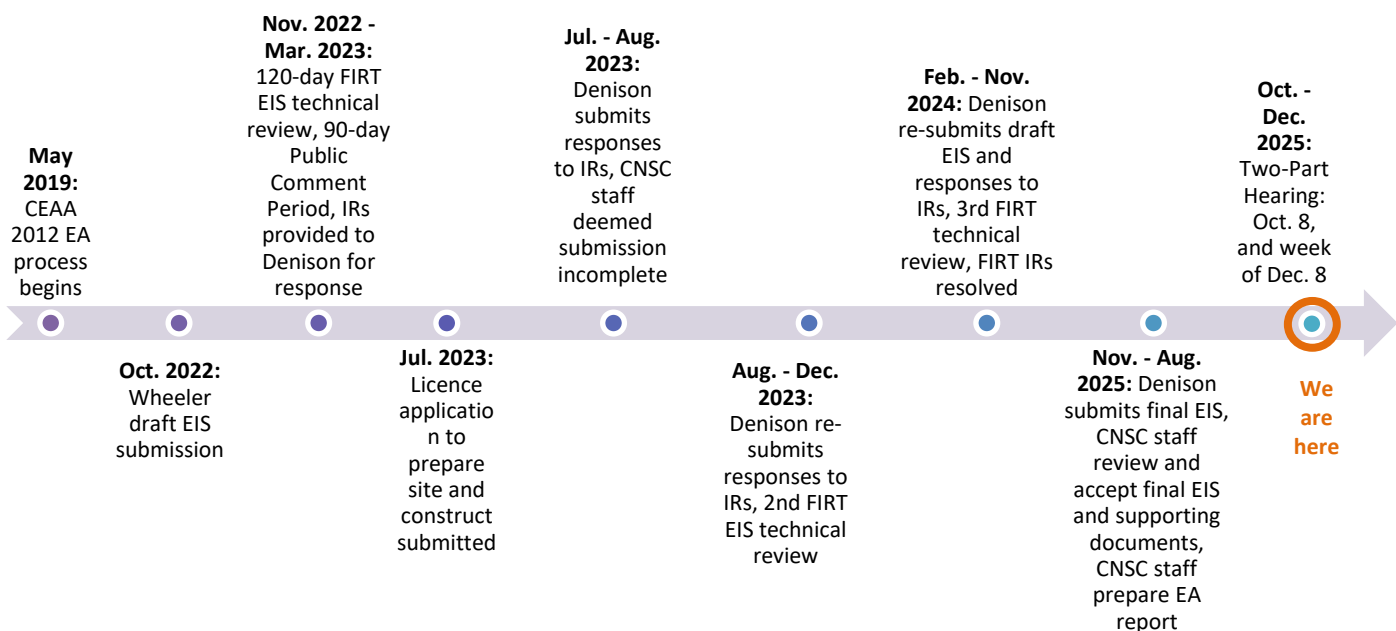 May
2019:
CEAA
2012 EA
process
begins
Oct. 2022:
Wheeler
draft EIS
submission
Nov. 2022 -
Mar. 2023:
120-day FIRT
EIS technical
review, 90-day
Public
Comment
Period, IRs
provided to
Denison for
response
Jul. 2023:
Licence
applicatio
n to
prepare
site and
construct
submitted
Jul. - Aug.
2023:
Denison
submits
responses
to IRs, CNSC
staff
deemed
submission
incomplete
Aug. - Dec.
2023:
Denison re-
submits
responses to
IRs, 2nd FIRT
EIS technical
review
Feb. - Nov.
2024: Denison
re-submits draft
EIS and
responses to
IRs, 3rd FIRT
technical
review, FIRT IRs
resolved
Nov. - Aug.
2025: Denison
submits final EIS,
CNSC staff
review and
accept final EIS
and supporting
documents,
CNSC staff
prepare EA
report
Oct. -
Dec.
2025:
Two-Part
Hearing:
Oct. 8,
and week
of Dec. 8
We
are
here